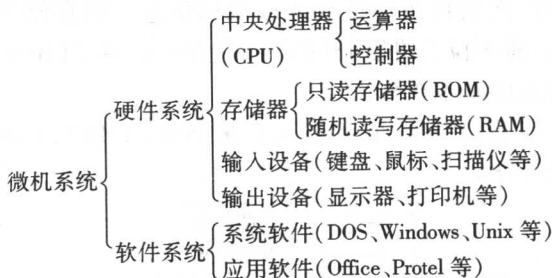 中央处理器
(CPU)
运算器
控制器
硬件系统
存储器
只读存储器(ROM)
随机读写存储器(RAM)
输入设备(键盘、鼠标、扫描仪等)
输出设备(显示器、打印机等)
微机系统
软件系统
系统软件(DOS、Windows、Unix 等)
应用软件(Office、Protel 等)